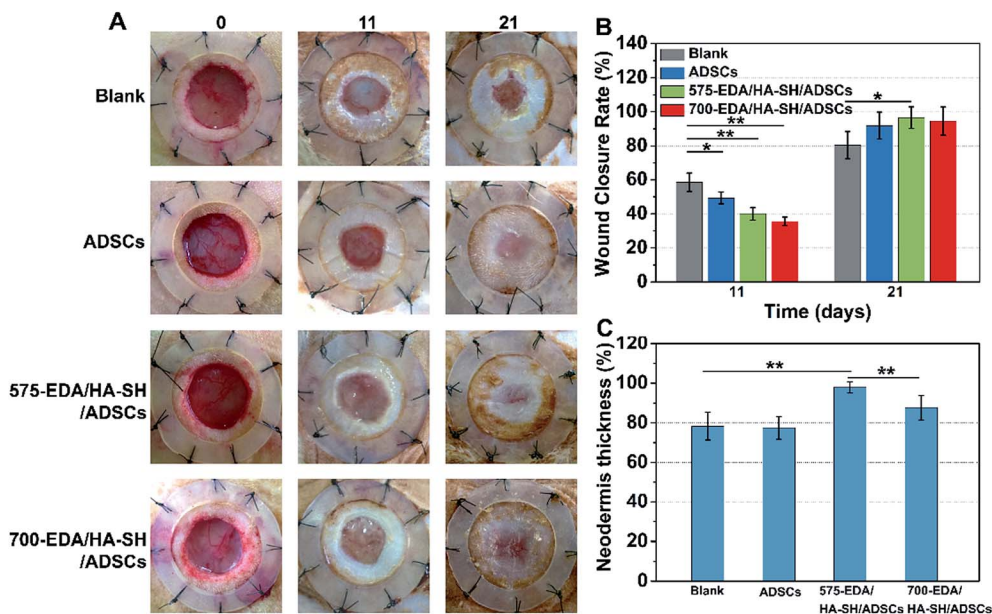 A
0 11 21
Blank
ADSCs
575-EDA/HA-SH
/ADSCs
700-EDA/HA-SH
/ADSCs
B
Wound Closure Rate (%)
140
120
100
80
60
40
20
0
Blank
ADSCs
575-EDA/HA-SH/ADSCs
700-EDA/HA-SH/ADSCs
**
**
*
*
11 21
Time (days)
C
Neodermis thickness (%)
120
100
80
60
40
20
0
** **
Blank ADSCs 575-EDA/ 700-EDA/
HA-SH/ADSCs HA-SH/ADSCs